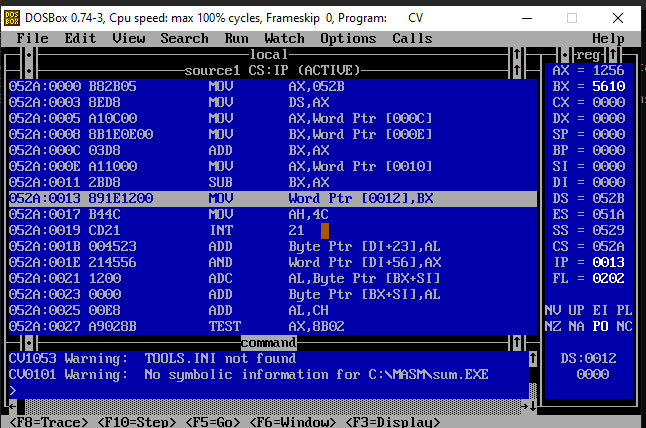 DOSBox 0.74-3, Cpu speed: max 100% cycles, Frameskip 0, Program: CV
File Edit View Search Run Watch Options Calls Help
local
reg
source1 CS:IP (ACTIVE)
052A:0000 B82B05 MOV AX,052B
052A:0003 8ED8 MOV DS,AX
052A:0005 A10C00 MOV AX,Word Ptr [000C]
052A:0008 8B1E0E00 MOV BX,Word Ptr [000E]
052A:000C 03D8 ADD BX,AX
052A:000E A11000 MOV AX,Word Ptr [0010]
052A:0011 2BD8 SUB BX,AX
052A:0013 891E1200 MOV Word Ptr [0012],BX
052A:0017 B44C MOV AH,4C
052A:0019 CD21 INT 21
052A:001B 004523 ADD Byte Ptr [DI+23],AL
052A:001E 214556 AND Word Ptr [DI+56],AX
052A:0021 1200 ADC AL,Byte Ptr [BX+SI]
052A:0023 0000 ADD Byte Ptr [BX+SI],AL
052A:0025 00E8 ADD AL,CH
052A:0027 A9028B TEST AX,8B02
AX = 1256
BX = 5610
CX = 0000
DX = 0000
SP = 0000
BP = 0000
SI = 0000
DI = 0000
DS = 052B
ES = 051A
SS = 0529
CS = 052A
IP = 0013
FL = 0202
NV UP EI PL
NZ NA PO NC
DS:0012
0000
command
CV1053 Warning: TOOLS.INI not found
CV0101 Warning: No symbolic information for C:\MASM\sum.EXE
>
<F8=Trace> <F10=Step> <F5=Go> <F6=Window> <F3=Display>